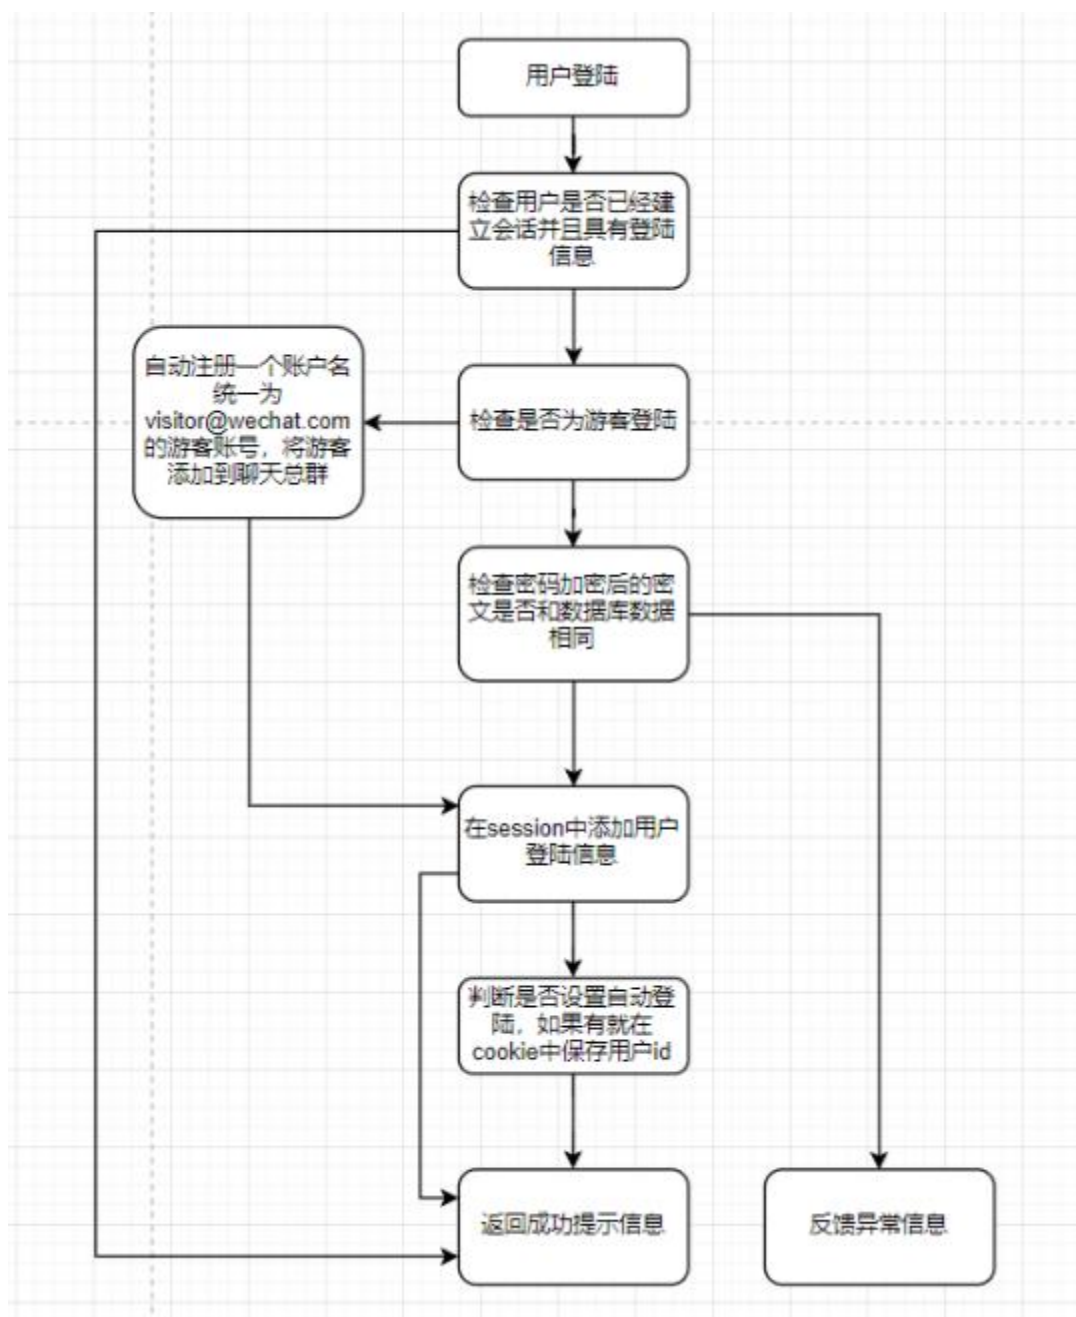 用户登陆
检查用户是否已经建
立会话并且具有登陆
信息
自动注册一个账户名
统一为
visitor@wechat.com
的游客账号，将游客
添加到聊天总群
检查是否为游客登陆
检查密码加密后的密
文是否和数据库数据
相同
在session中添加用户
登陆信息
判断是否设置自动登
陆，如果有就在
cookie中保存用户id
返回成功提示信息
反馈异常信息